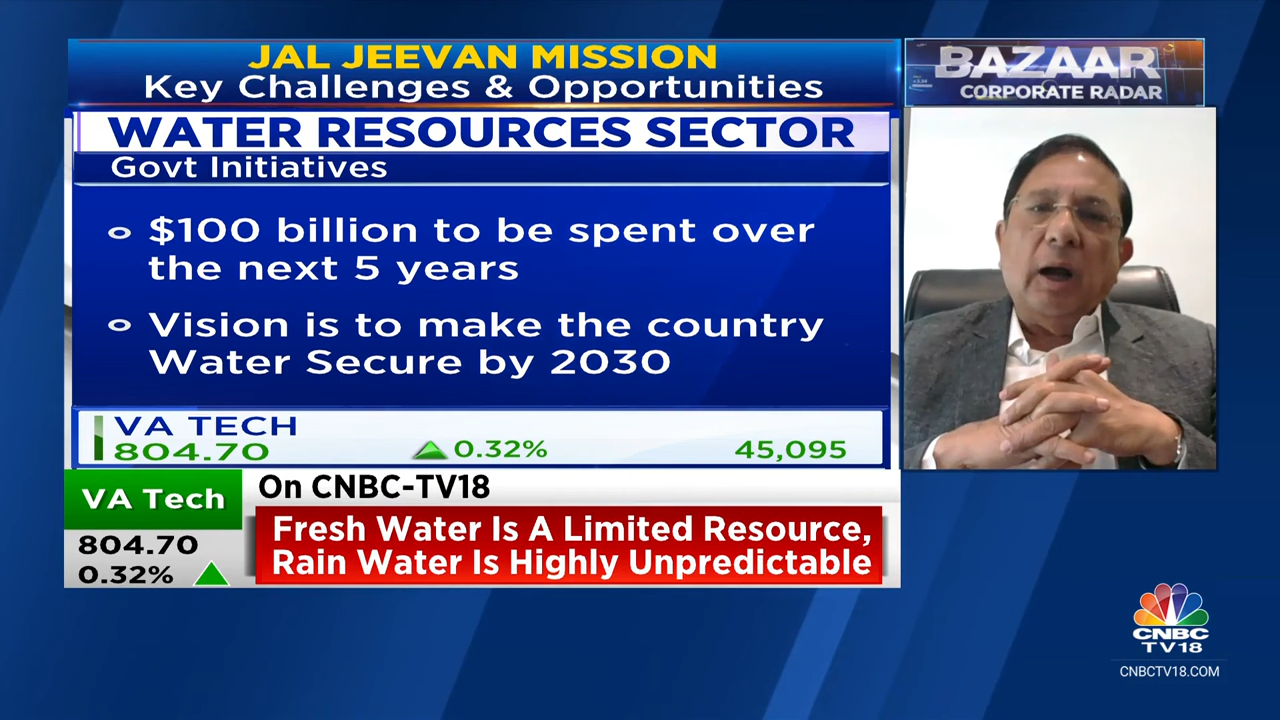 JAL JEEVAN MISSION
Key Challenges & Opportunities
WATER RESOURCES SECTOR
Govt Initiatives
$100 billion to be spent over
the next 5 years
Vision is to make the country
Water Secure by 2030
VA TECH
804.70 0.32% 45,095
VA Tech
804.70
0.32%
On CNBC-TV18
Fresh Water Is A Limited Resource,
Rain Water Is Highly Unpredictable
BAZAAR
CORPORATE RADAR
CNBC
TV18
CNBCTV18.COM